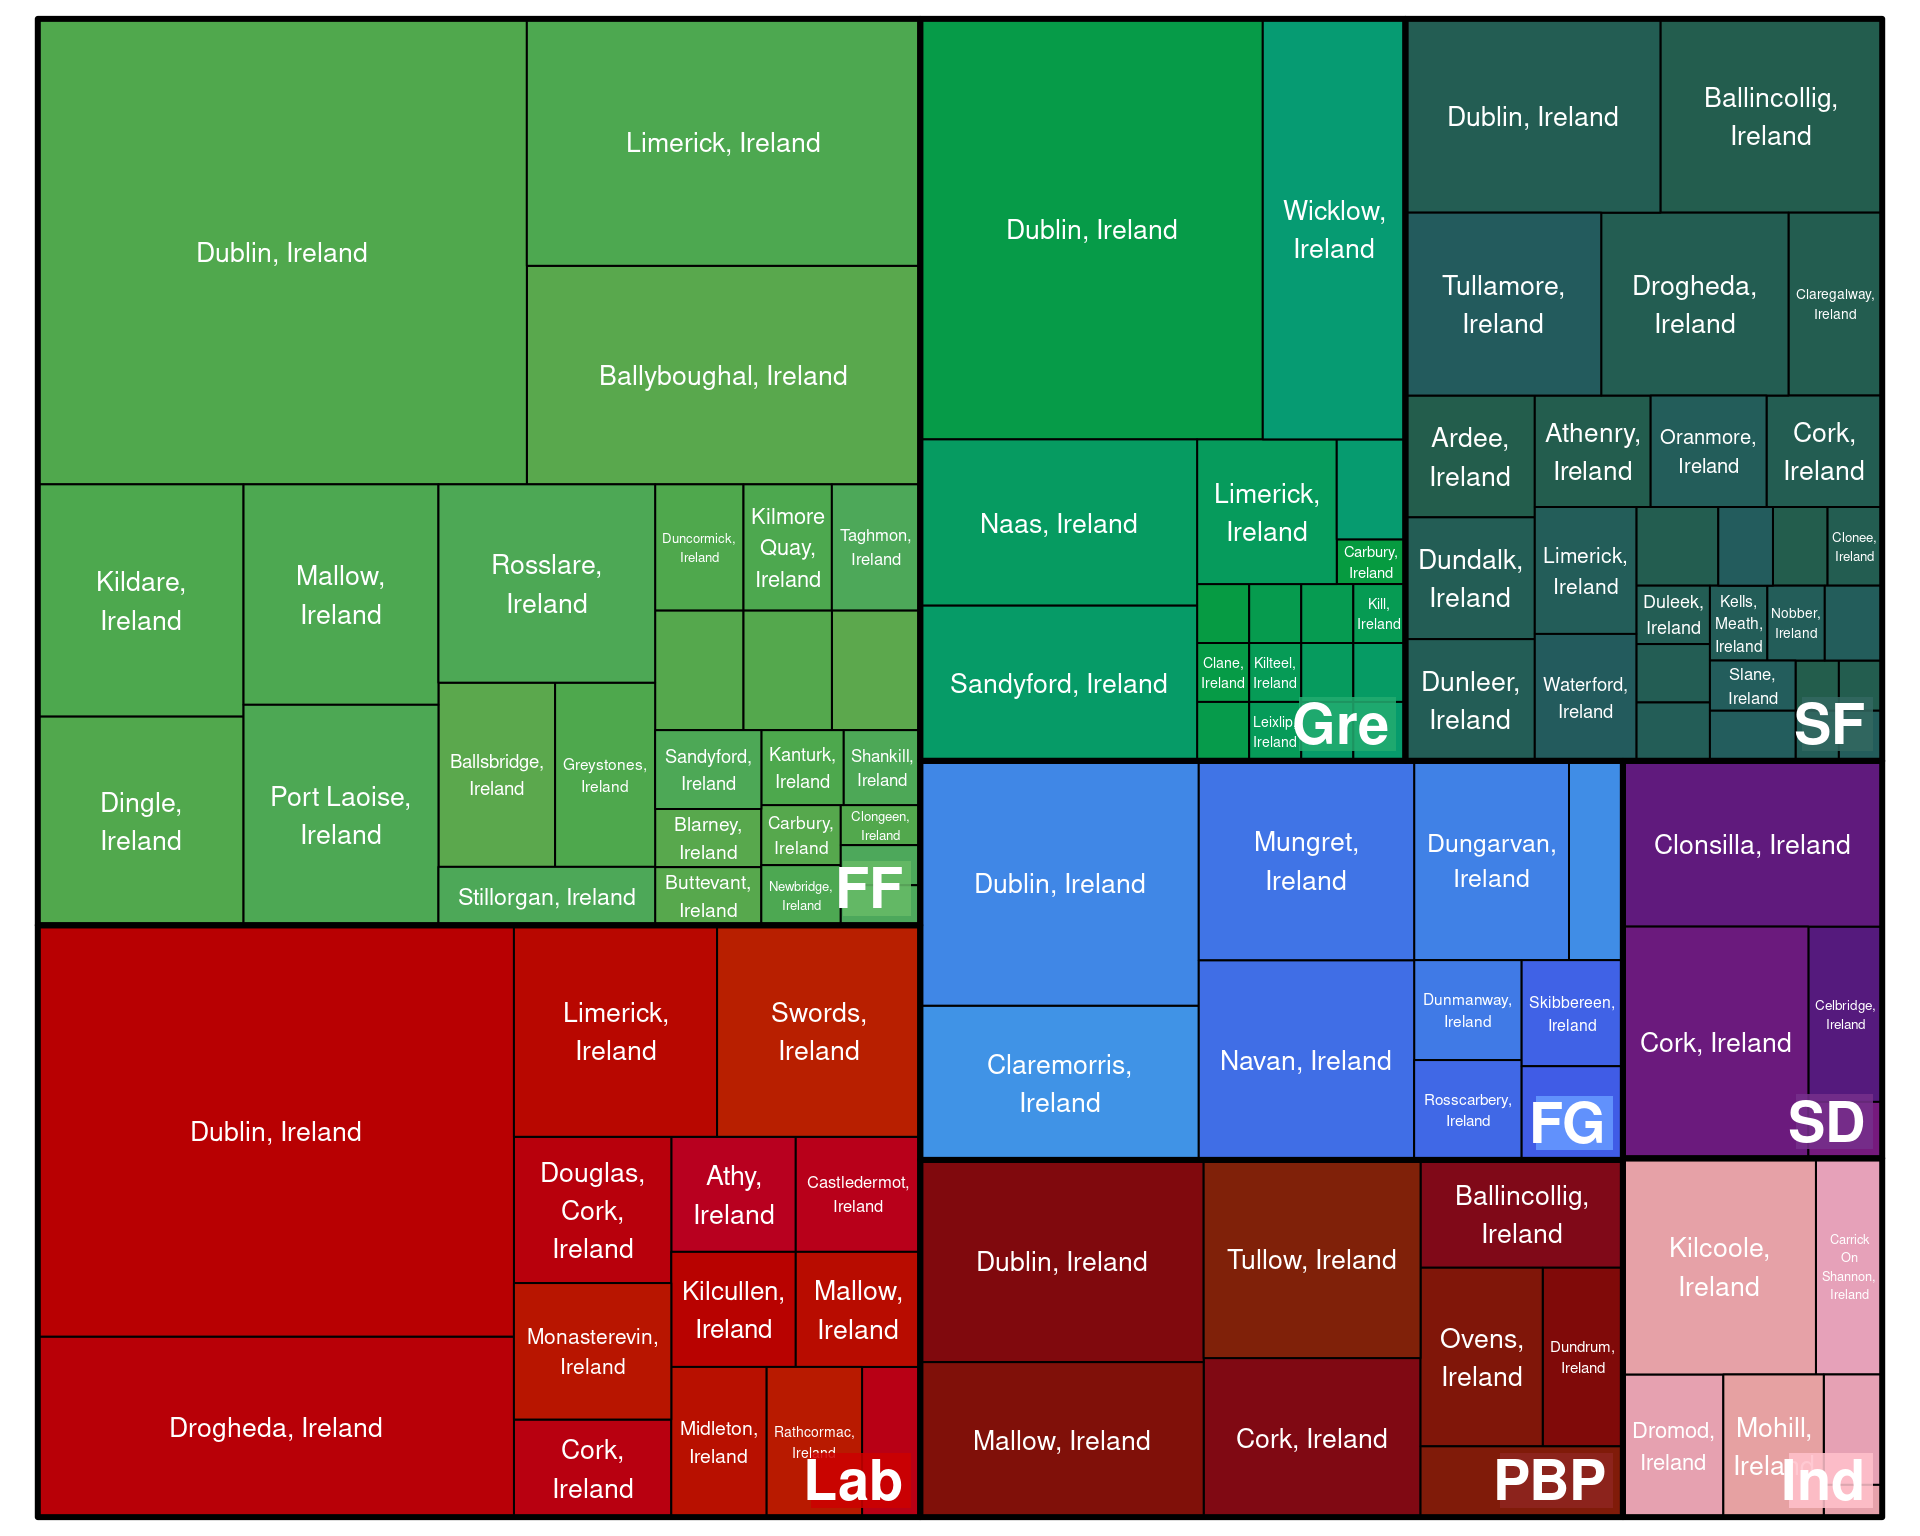 Dublin, Ireland
Limerick, Ireland
Ballyboughal, Ireland
Kildare,
Ireland
Mallow,
Ireland
Rosslare,
Ireland
Duncormick,
Ireland
Kilmore
Quay,
Ireland
Taghmon,
Ireland
Dingle,
Ireland
Port Laoise,
Ireland
Ballsbridge,
Ireland
Greystones,
Ireland
Stillorgan, Ireland
Sandyford,
Ireland
Kanturk,
Ireland
Shankill,
Ireland
Blarney,
Ireland
Carbury,
Ireland
Clongeen,
Ireland
Buttevant,
Ireland
Newbridge,
Ireland
FF
Dublin, Ireland
Wicklow,
Ireland
Naas, Ireland
Limerick,
Ireland
Carbury,
Ireland
Kill,
Ireland
Sandyford, Ireland
Clane,
Ireland
Kilteel,
Ireland
Leixlip,
Ireland
Gre
Dublin, Ireland
Ballincollig,
Ireland
Tullamore,
Ireland
Drogheda,
Ireland
Claregalway,
Ireland
Ardee,
Ireland
Athenry,
Ireland
Oranmore,
Ireland
Cork,
Ireland
Dundalk,
Ireland
Limerick,
Ireland
Clonee,
Ireland
Duleek,
Ireland
Kells,
Meath,
Ireland
Nobber,
Ireland
Dunleer,
Ireland
Waterford,
Ireland
Slane,
Ireland
SF
Dublin, Ireland
Drogheda, Ireland
Limerick,
Ireland
Swords,
Ireland
Douglas,
Cork,
Ireland
Athy,
Ireland
Castledermot,
Ireland
Kilcullen,
Ireland
Mallow,
Ireland
Monasterevin,
Ireland
Cork,
Ireland
Midleton,
Ireland
Rathcormac,
Ireland
Lab
Dublin, Ireland
Mungret,
Ireland
Dungarvan,
Ireland
Claremorris,
Ireland
Navan, Ireland
Dunmanway,
Ireland
Skibbereen,
Ireland
Rosscarbery,
Ireland
FG
Clonsilla, Ireland
Cork, Ireland
Celbridge,
Ireland
SD
Dublin, Ireland
Tullow, Ireland
Ballincollig,
Ireland
Mallow, Ireland
Cork, Ireland
Ovens,
Ireland
Dundrum,
Ireland
PBP
Kilcoole,
Ireland
Carrick
On
Shannon,
Ireland
Dromod,
Ireland
Mohill,
Ireland
Ind